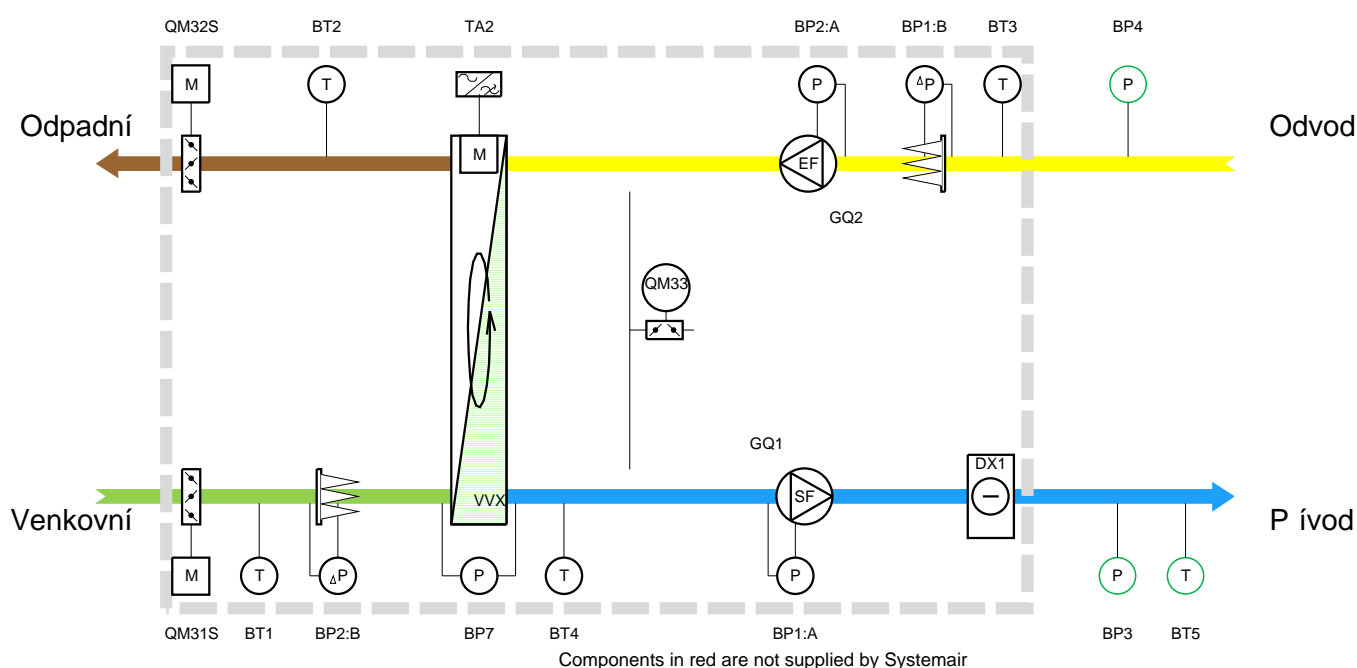 QM32S BT2 TA2 BP2:A BP1:B BT3 BP4
M T P ΔP T P
Odpadní Odvod
M EF
GQ2
QM33
GQ1
DX1
VVX SF
Venkovní P ívod
M T ΔP P T P P T
QM31S BT1 BP2:B BP7 BT4 BP1:A BP3 BT5
Components in red are not supplied by Systemair